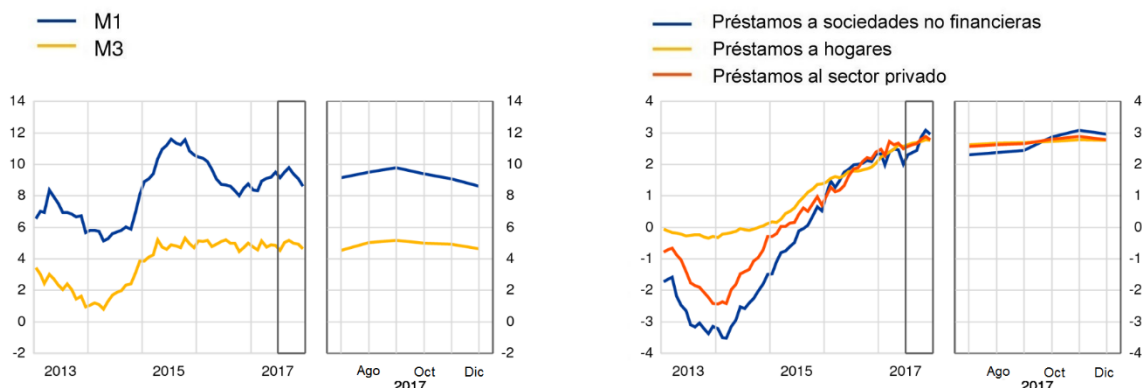 M1
M3
14 14
12 12
10 10
8 8
6 6
4 4
2 2
0 0
-2 -2
2013 2015 2017
Ago Oct Dic
2017
Préstamos a sociedades no financieras
Préstamos a hogares
Préstamos al sector privado
4 4
3 3
2 2
1 1
0 0
-1 -1
-2 -2
-3 -3
-4 -4
2013 2015 2017
Ago Oct Dic
2017